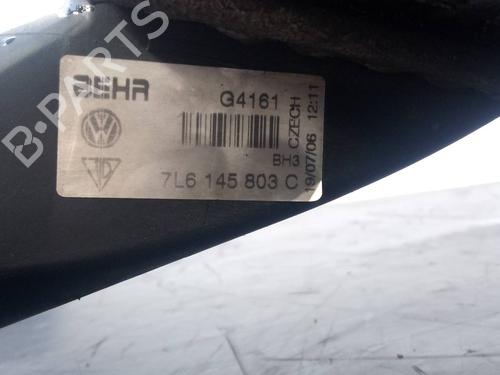 BEHR
G4161
BH3
CZECH
19/07/06 12:11
7L6 145 803 C
B-PARTS